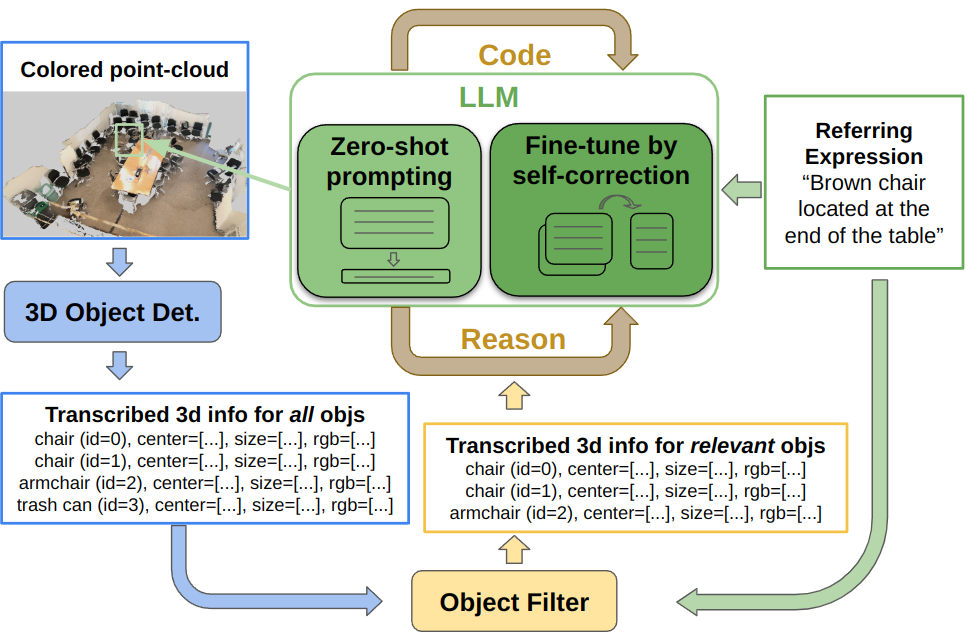 Code
Colored point-cloud
LLM
Zero-shot
prompting
Fine-tune by
self-correction
Referring
Expression
“Brown chair
located at the
end of the table”
3D Object Det.
Reason
Transcribed 3d info for all objs
chair (id=0), center=[...], size=[...], rgb=[...]
chair (id=1), center=[...], size=[...], rgb=[...]
armchair (id=2), center=[...], size=[...], rgb=[...]
trash can (id=3), center=[...], size=[...], rgb=[...]
Transcribed 3d info for relevant objs
chair (id=0), center=[...], size=[...], rgb=[...]
chair (id=1), center=[...], size=[...], rgb=[...]
armchair (id=2), center=[...], size=[...], rgb=[...]
Object Filter